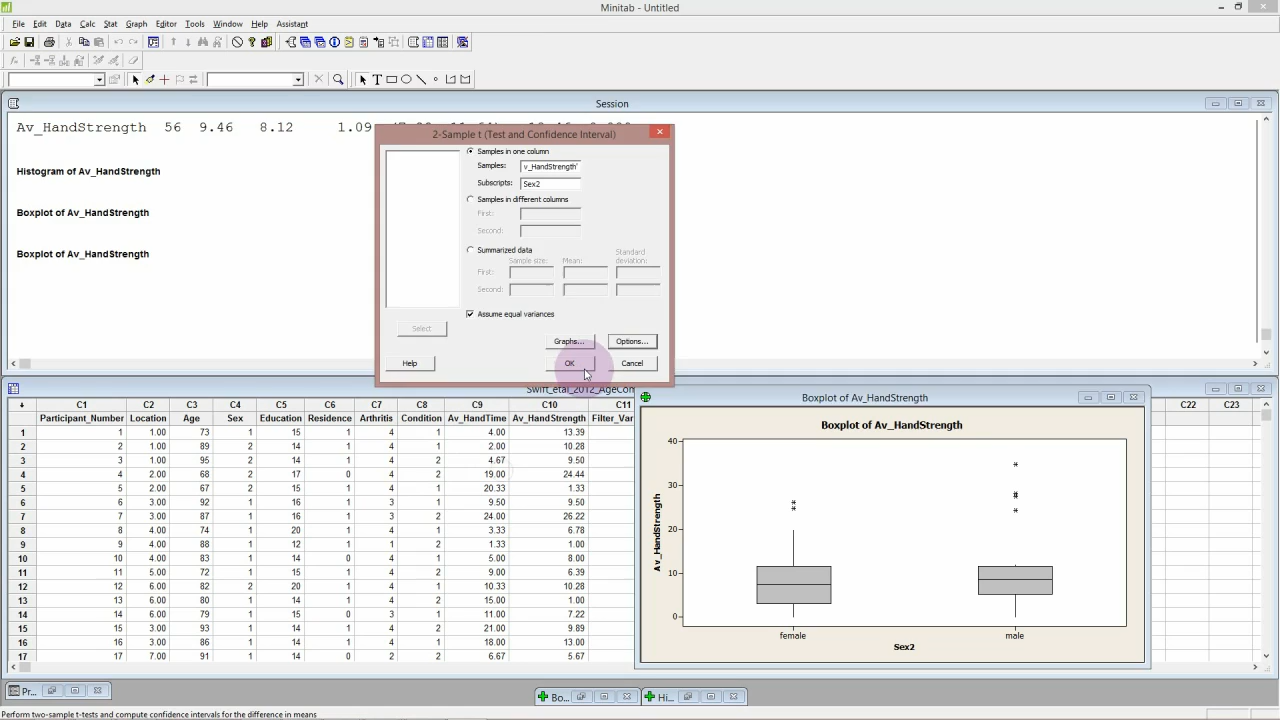 Minitab - Untitled
File Edit Data Calc Stat Graph Editor Tools Window Help Assistant
Session
Av_HandStrength 56 9.46 8.12 1.09
Histogram of Av_HandStrength
Boxplot of Av_HandStrength
Boxplot of Av_HandStrength
2-Sample t (Test and Confidence Interval)
Samples in one column
Samples: v_HandStrength'
Subscripts: Sex2
Samples in different columns
First:
Second:
Summarized data
Sample size: Mean: Standard deviation:
First:
Second:
Assume equal variances
Select
Graphs... Options...
Help OK Cancel
Swift_etal_2012_AgeCom
C1 C2 C3 C4 C5 C6 C7 C8 C9 C10 C11 C22 C23
Participant_Number Location Age Sex Education Residence Arthritis Condition Av_HandTime Av_HandStrength Filter_Var
1 1 1.00 73 1 15 1 4 1 4.00 13.39
2 1 1.00 89 2 14 1 4 1 2.00 10.28
3 1 1.00 95 2 14 1 4 2 4.67 9.50
4 4 2.00 68 2 17 0 4 2 19.00 24.44
5 5 2.00 67 2 15 1 4 2 20.33 1.33
6 6 3.00 92 1 16 1 3 1 9.50 9.50
7 7 3.00 87 1 16 1 3 2 24.00 26.22
8 8 4.00 74 1 20 1 4 1 3.33 6.78
9 9 4.00 88 1 12 1 1 2 1.33 1.00
10 10 4.00 83 1 14 0 4 1 5.00 8.00
11 11 5.00 72 1 14 1 4 2 9.00 6.39
12 12 6.00 82 2 20 1 4 1 10.33 10.28
13 13 6.00 80 1 14 1 4 2 15.00 1.00
14 14 6.00 79 1 15 0 3 1 11.00 7.22
15 15 3.00 93 1 14 1 4 2 21.00 9.89
16 16 3.00 86 1 14 1 4 2 18.00 13.00
17 17 7.00 91 1 15 0 2 2 6.67 5.67
Boxplot of Av_HandStrength
Boxplot of Av_HandStrength
Av_HandStrength
40
30
20
10
0
female male
Sex2
Pr... Bo... Hi...
Perform two-sample t-tests and compute confidence intervals for the difference in means